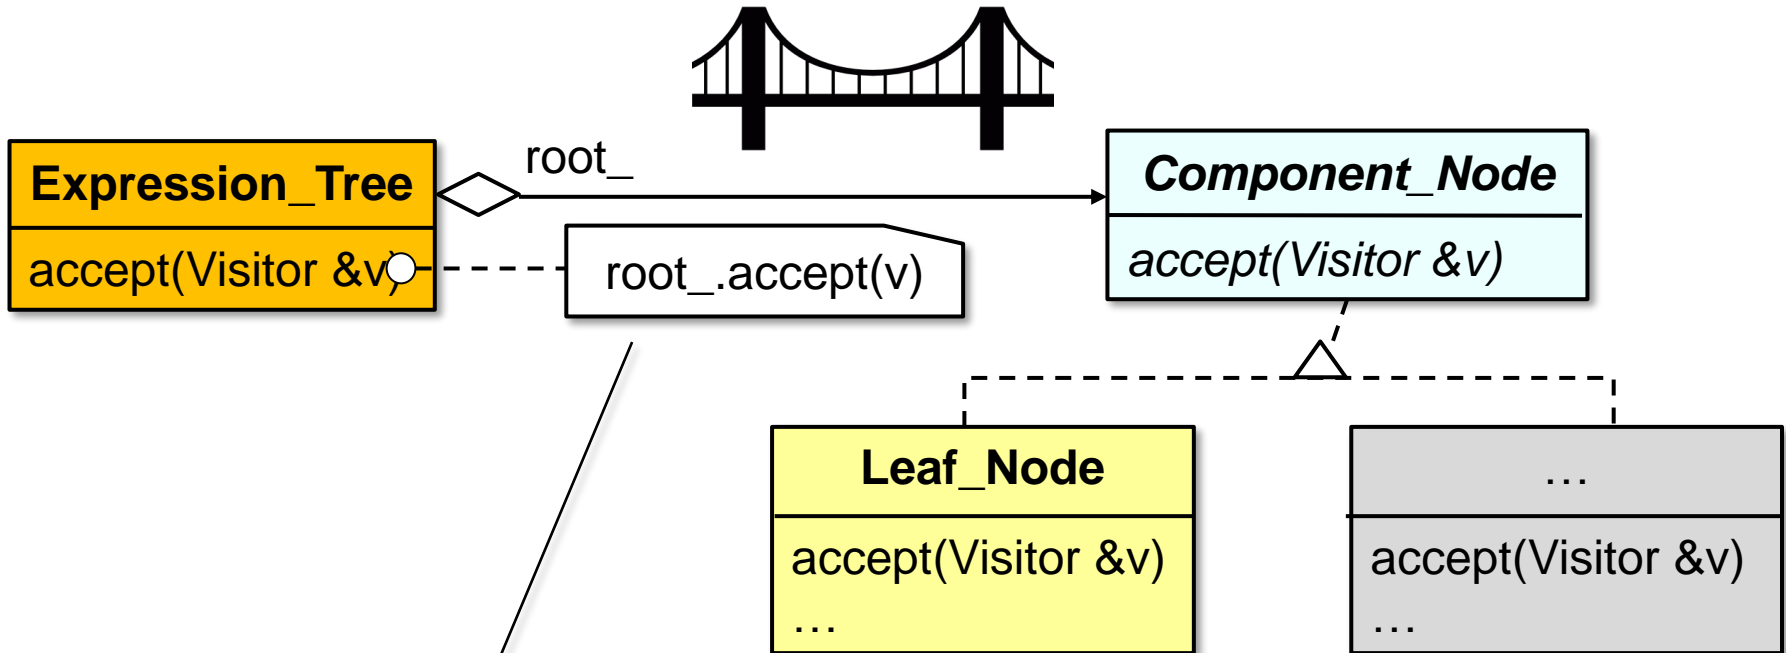 root_
Expression_Tree
accept(Visitor &v)
root_.accept(v)
Component_Node
accept(Visitor &v)
Leaf_Node
accept(Visitor &v)
…
…
accept(Visitor &v)
…